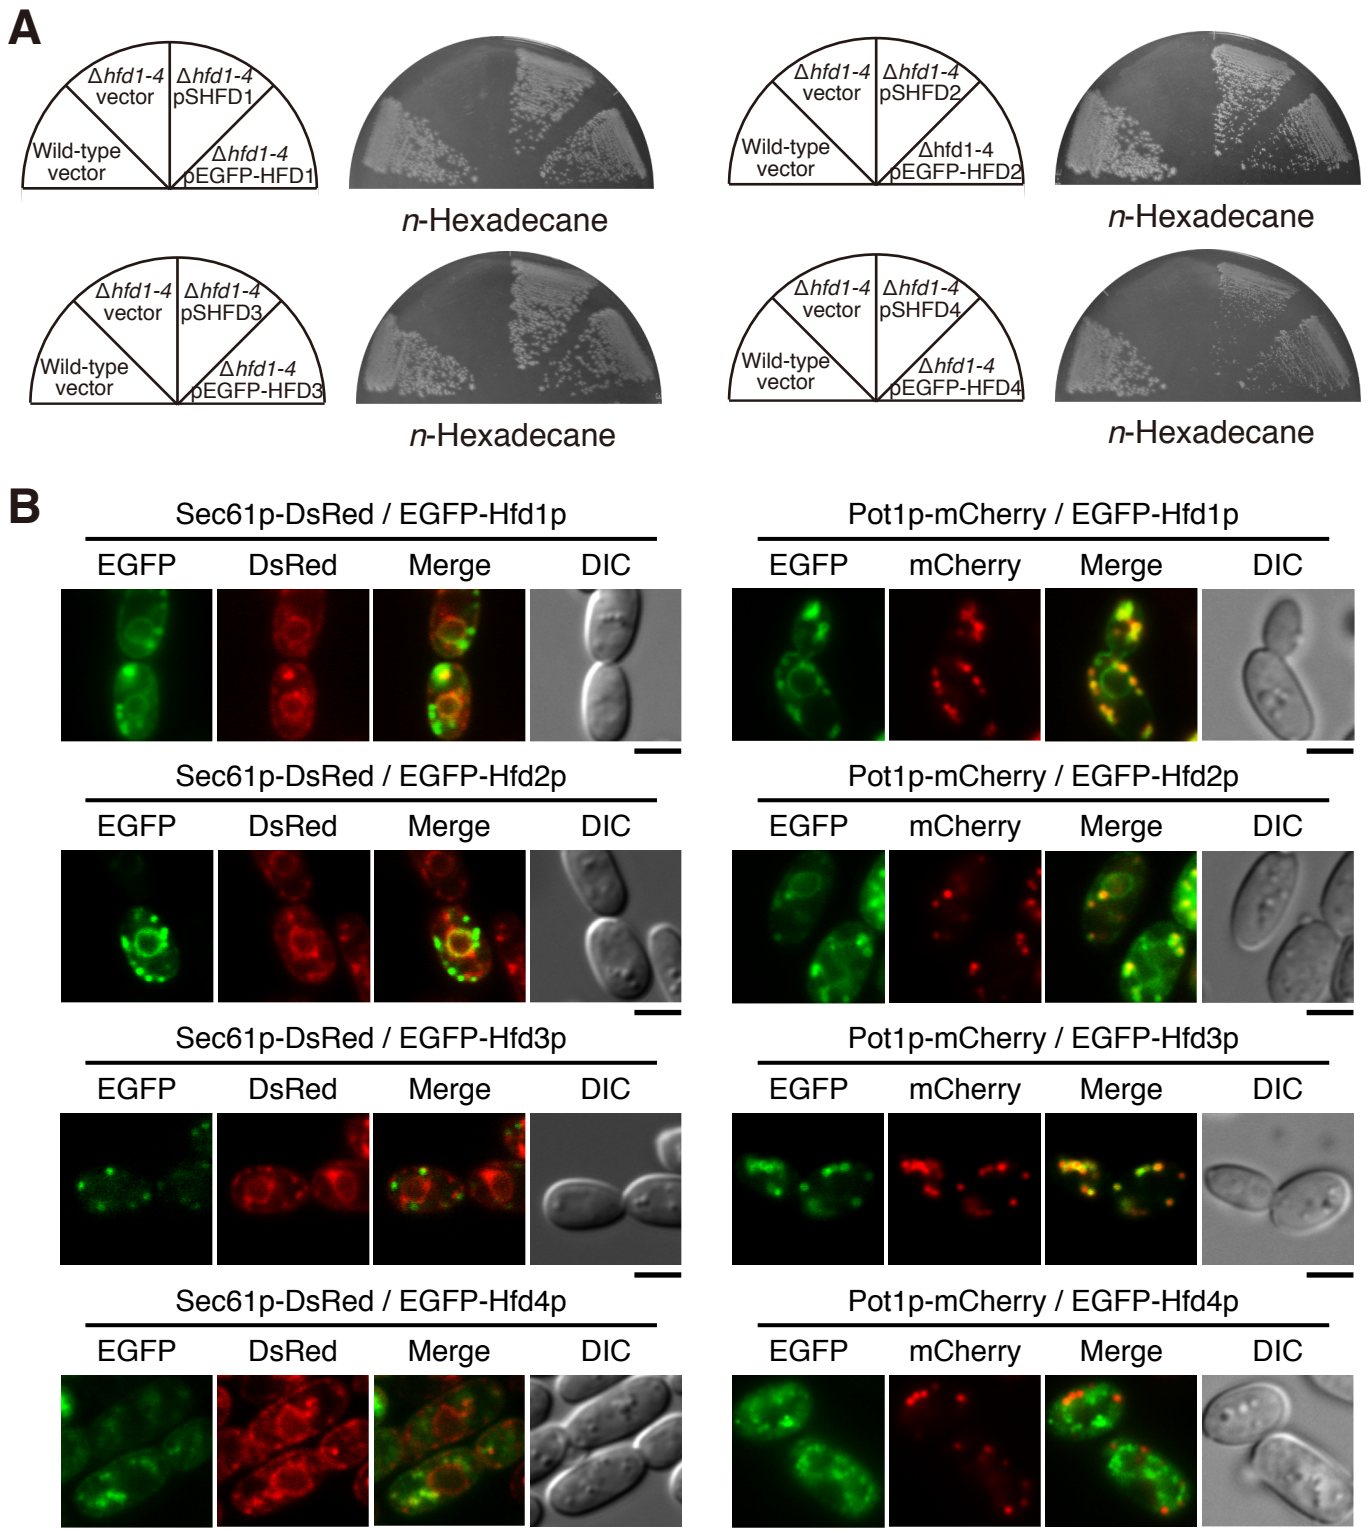 A
Δhfd1-4
vector
Δhfd1-4
pSHFD1
Wild-type
vector
Δhfd1-4
pEGFP-HFD1
n-Hexadecane
Δhfd1-4
vector
Δhfd1-4
pSHFD2
Wild-type
vector
Δhfd1-4
pEGFP-HFD2
n-Hexadecane
Δhfd1-4
vector
Δhfd1-4
pSHFD3
Wild-type
vector
Δhfd1-4
pEGFP-HFD3
n-Hexadecane
Δhfd1-4
vector
Δhfd1-4
pSHFD4
Wild-type
vector
Δhfd1-4
pEGFP-HFD4
n-Hexadecane
B
Sec61p-DsRed / EGFP-Hfd1p
EGFP DsRed Merge DIC
Pot1p-mCherry / EGFP-Hfd1p
EGFP mCherry Merge DIC
Sec61p-DsRed / EGFP-Hfd2p
EGFP DsRed Merge DIC
Pot1p-mCherry / EGFP-Hfd2p
EGFP mCherry Merge DIC
Sec61p-DsRed / EGFP-Hfd3p
EGFP DsRed Merge DIC
Pot1p-mCherry / EGFP-Hfd3p
EGFP mCherry Merge DIC
Sec61p-DsRed / EGFP-Hfd4p
EGFP DsRed Merge DIC
Pot1p-mCherry / EGFP-Hfd4p
EGFP mCherry Merge DIC